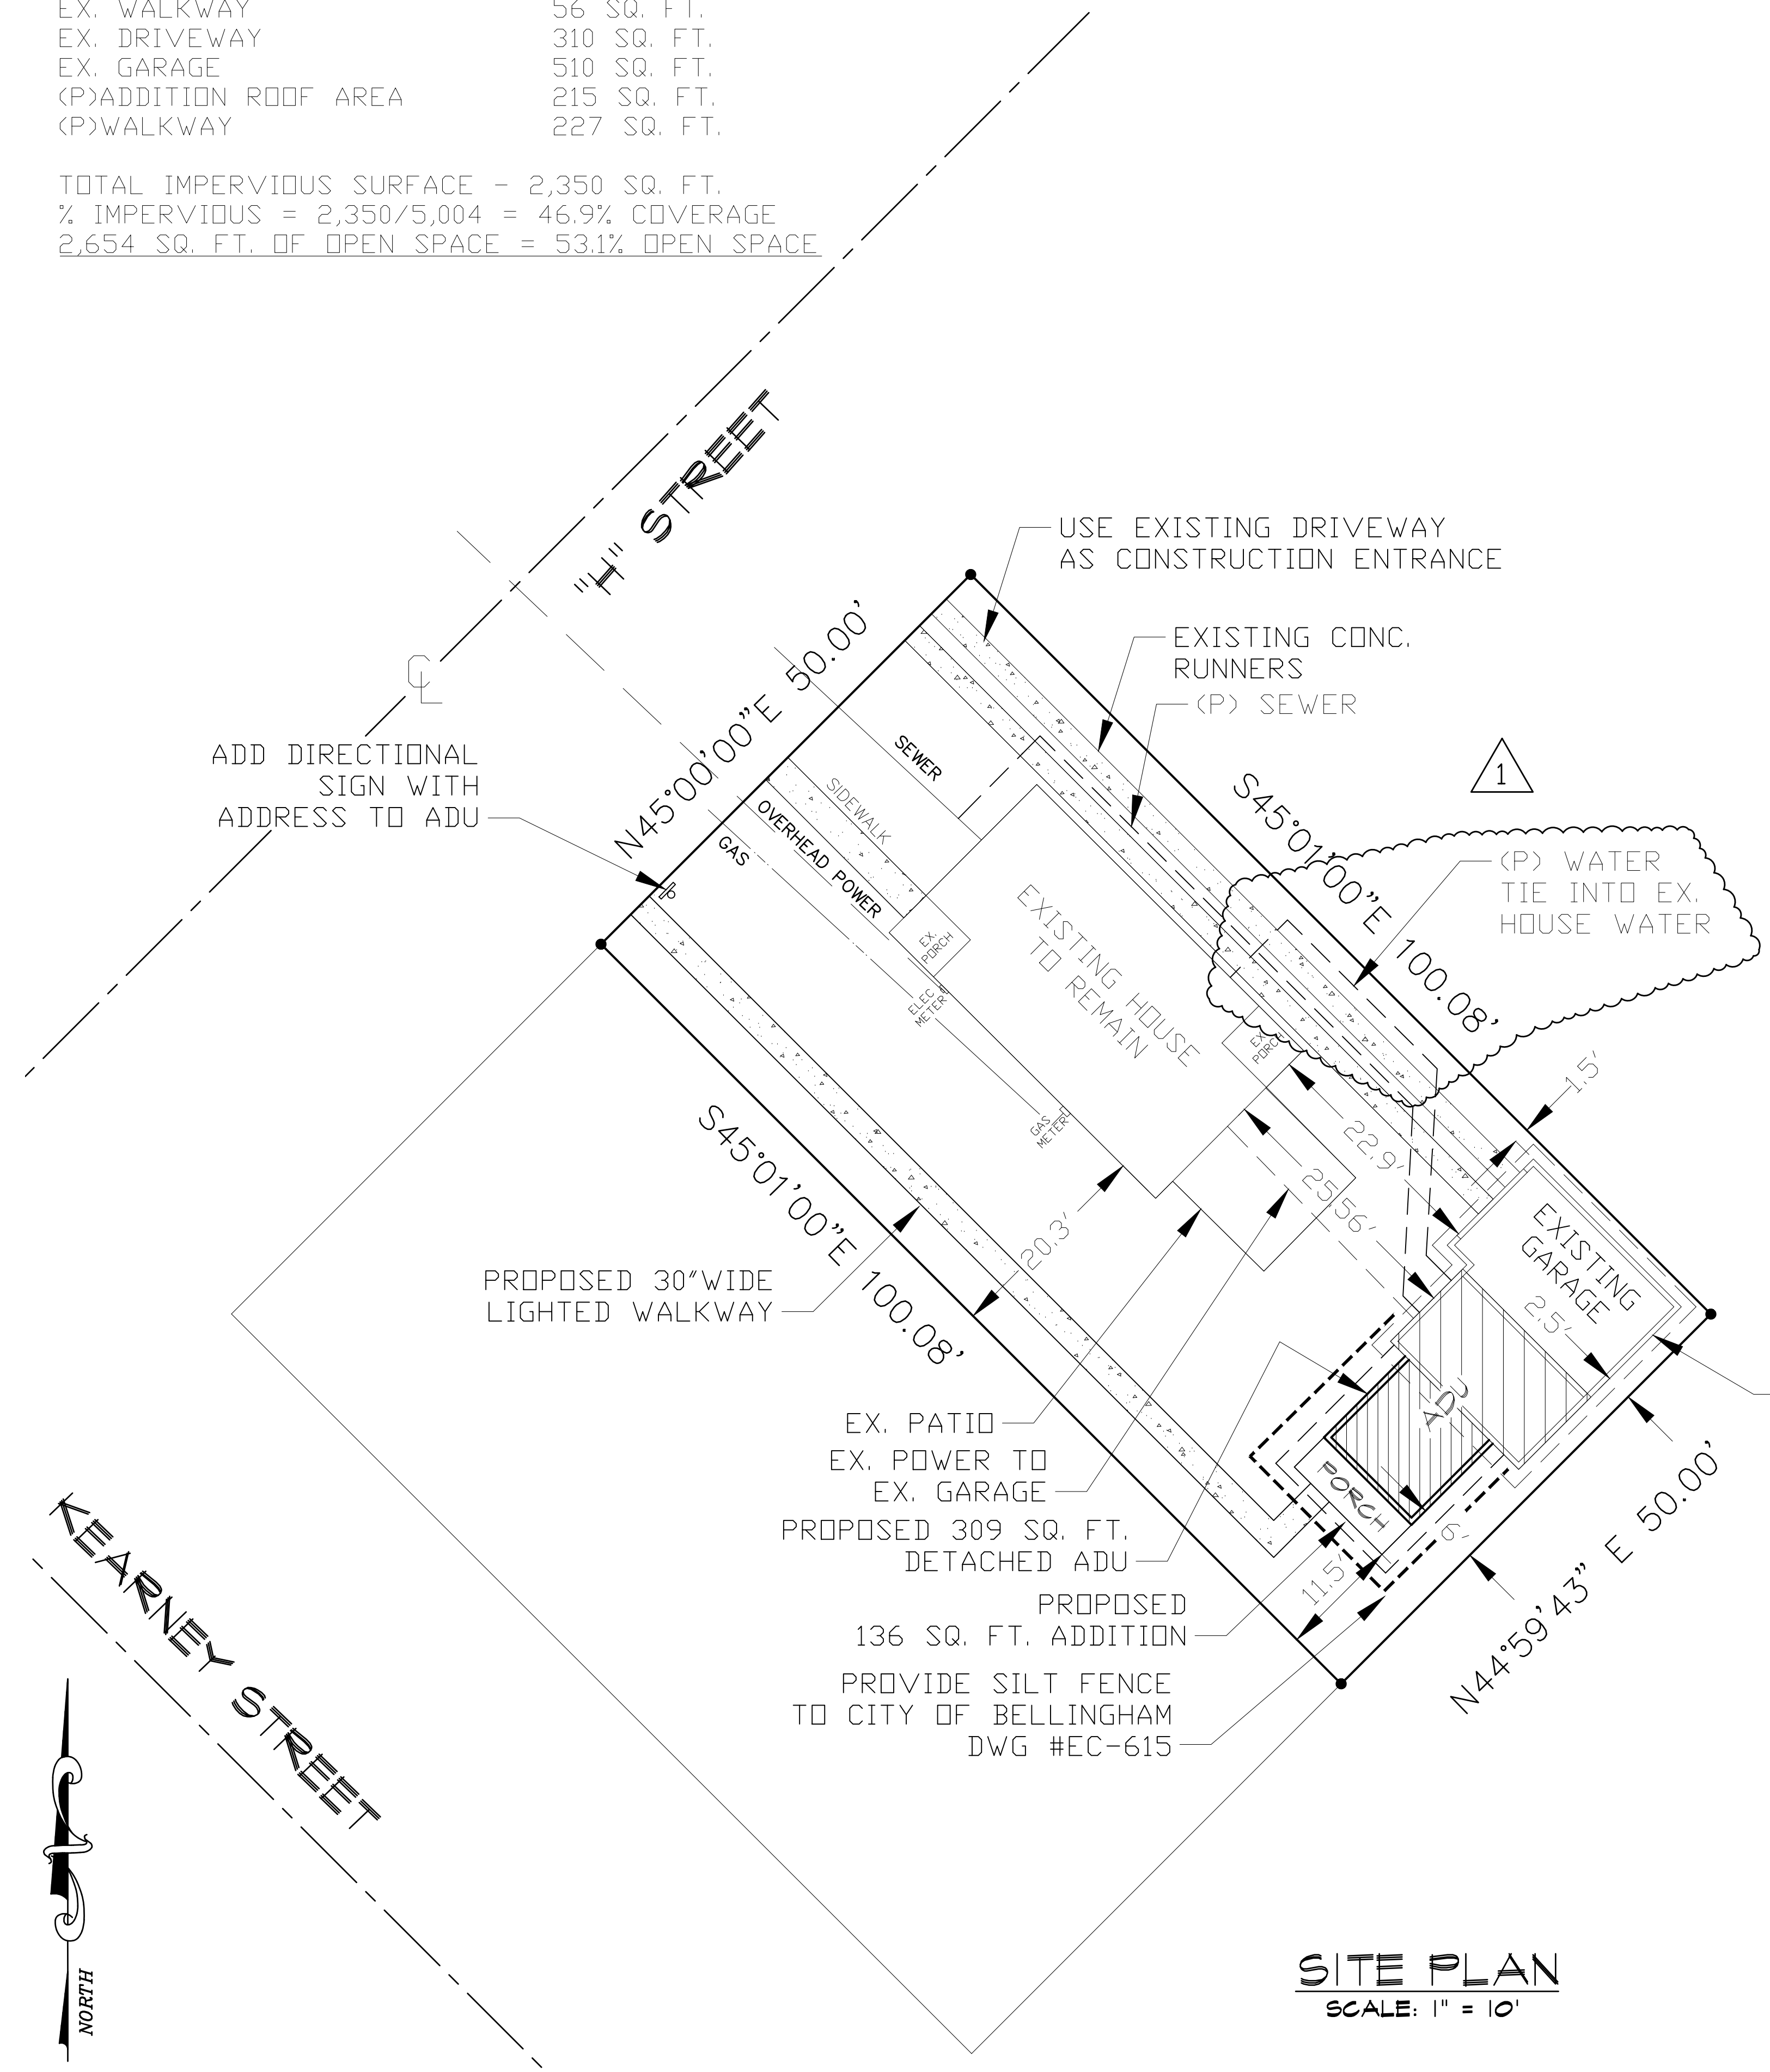 EX. WALKWAY 56 SQ. FT.
EX. DRIVEWAY 310 SQ. FT.
EX. GARAGE 510 SQ. FT.
(P)ADDITION ROOF AREA 215 SQ. FT.
(P)WALKWAY 227 SQ. FT.
TOTAL IMPERVIOUS SURFACE - 2,350 SQ. FT.
% IMPERVIOUS = 2,350/5,004 = 46.9% COVERAGE
2,654 SQ. FT. OF OPEN SPACE = 53.1% OPEN SPACE
"H" STREET
CL
USE EXISTING DRIVEWAY
AS CONSTRUCTION ENTRANCE
EXISTING CONC.
RUNNERS
(P) SEWER
1
ADD DIRECTIONAL
SIGN WITH
ADDRESS TO ADU
N45°00'00"E 50.00'
SEWER
SIDEWALK
OVERHEAD POWER
GAS
S45°01'00"E 100.08'
(P) WATER
TIE INTO EX.
HOUSE WATER
EX.
PORCH
EXISTING HOUSE
TO REMAIN
ELEC
METER
EX.
PORCH
GAS
METER
1.5'
22.9'
25.56'
20.3'
S45°01'00"E 100.08'
PROPOSED 30"WIDE
LIGHTED WALKWAY
EXISTING
GARAGE
2.5'
ADU
PORCH
EX. PATIO
EX. POWER TO
EX. GARAGE
PROPOSED 309 SQ. FT.
DETACHED ADU
6'
11.5'
PROPOSED
136 SQ. FT. ADDITION
N44°59'43" E 50.00'
PROVIDE SILT FENCE
TO CITY OF BELLINGHAM
DWG #EC-615
KEARNEY STREET
NORTH
SITE PLAN
SCALE: 1" = 10'